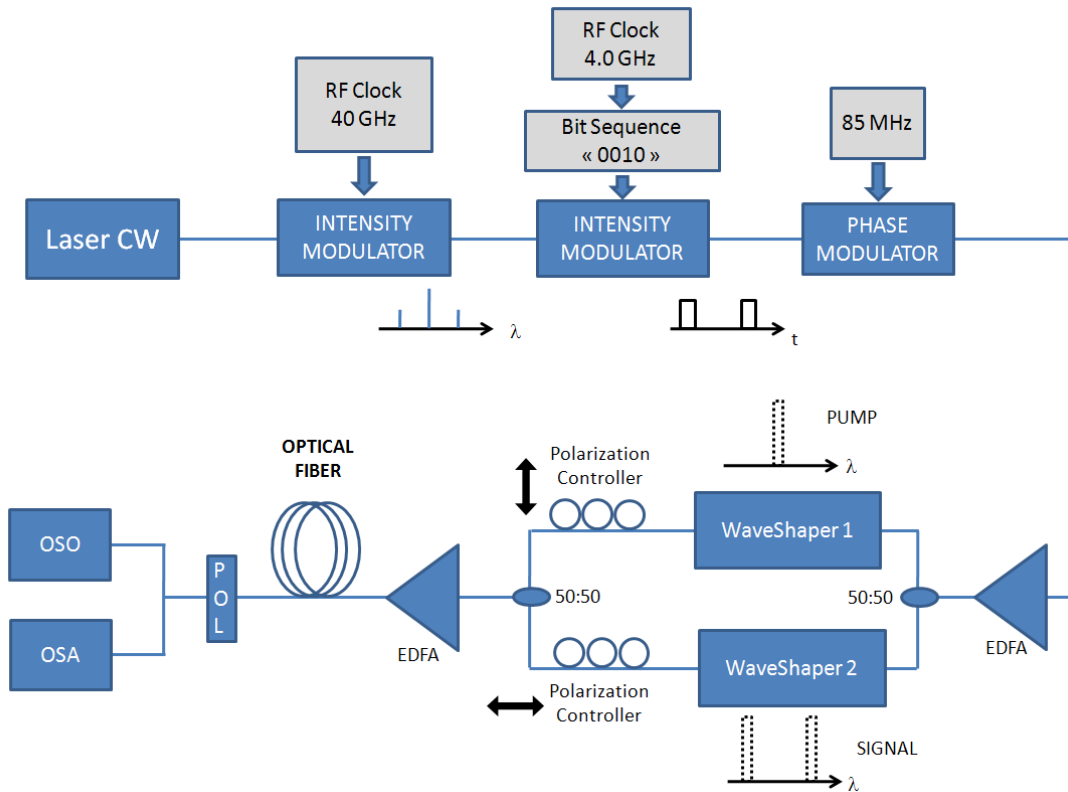 RF Clock
4.0 GHz
RF Clock
40 GHz
Bit Sequence
« 0010 »
85 MHz
Laser CW
INTENSITY
MODULATOR
INTENSITY
MODULATOR
PHASE
MODULATOR
λ
t
PUMP
λ
OPTICAL
FIBER
Polarization
Controller
WaveShaper 1
OSO
POL
50:50
50:50
OSA
EDFA
EDFA
WaveShaper 2
Polarization
Controller
SIGNAL
λ